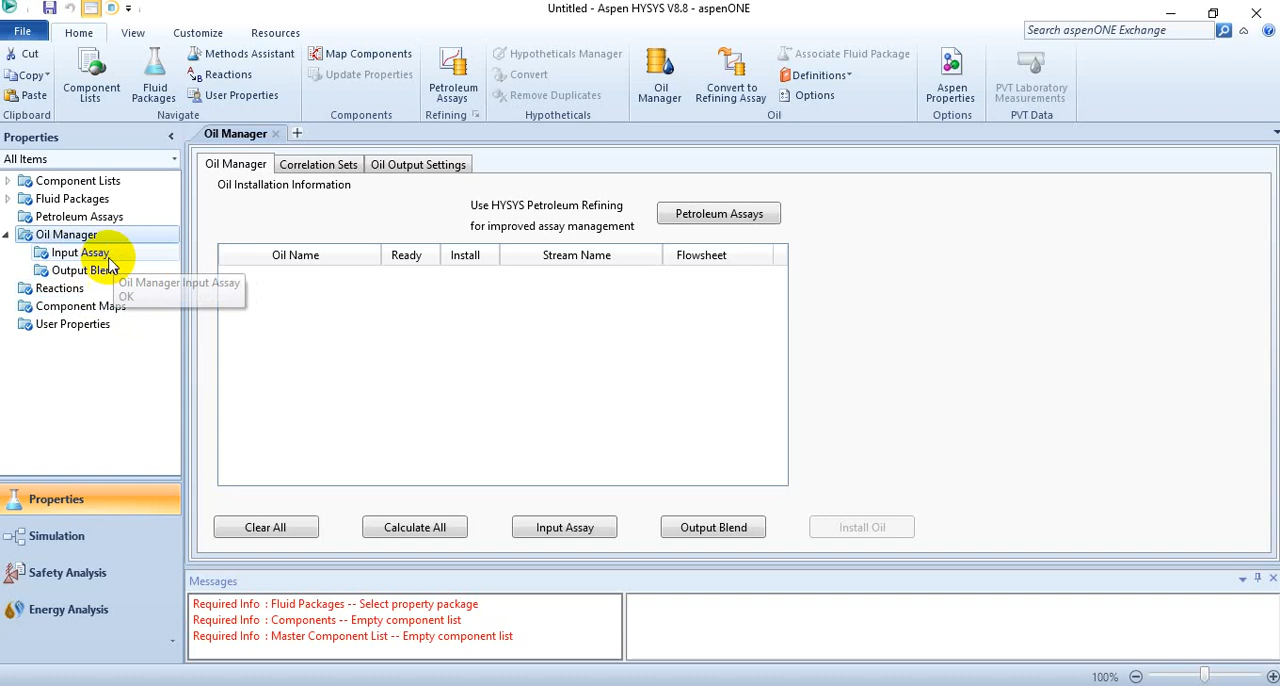 Untitled - Aspen HYSYS V8.8 - aspenONE
File
Home
View
Customize
Resources
Search aspenONE Exchange
Cut
Copy
Paste
Clipboard
Component Lists
Fluid Packages
Methods Assistant
Reactions
User Properties
Navigate
Map Components
Update Properties
Components
Petroleum Assays
Refining
Hypotheticals Manager
Convert
Remove Duplicates
Hypotheticals
Oil Manager
Convert to Refining Assay
Associate Fluid Package
Definitions
Options
Oil
Aspen Properties
Options
PVT Laboratory Measurements
PVT Data
Properties
All Items
Component Lists
Fluid Packages
Petroleum Assays
Oil Manager
Input Assay
Output Blend
Reactions
Component Maps
User Properties
Oil Manager Input Assay
OK
Properties
Simulation
Safety Analysis
Energy Analysis
Oil Manager
Oil Manager
Correlation Sets
Oil Output Settings
Oil Installation Information
Use HYSYS Petroleum Refining
for improved assay management
Petroleum Assays
Oil Name
Ready
Install
Stream Name
Flowsheet
Clear All
Calculate All
Input Assay
Output Blend
Install Oil
Messages
Required Info : Fluid Packages -- Select property package
Required Info : Components -- Empty component list
Required Info : Master Component List -- Empty component list
100%